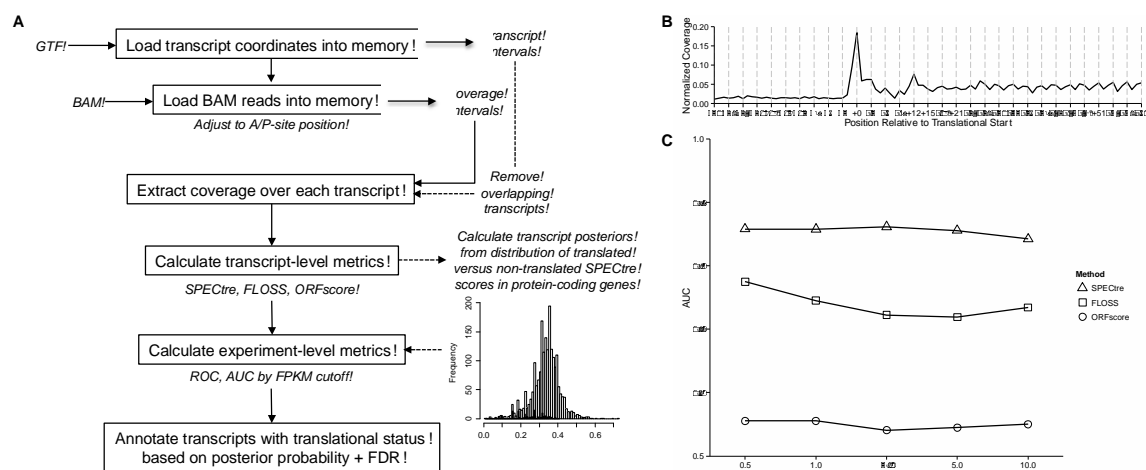 A
GTF!
Load transcript coordinates into memory !
BAM!
Load BAM reads into memory !
Adjust to A/P-site position!
Extract coverage over each transcript !
Remove!
overlapping!
transcripts!
Calculate transcript-level metrics !
SPECtre, FLOSS, ORFscore!
Calculate transcript posteriors!
from distribution of translated!
versus non-translated SPECtre!
scores in protein-coding genes!
Calculate experiment-level metrics !
ROC, AUC by FPKM cutoff!
Annotate transcripts with translational status !
based on posterior probability + FDR !
Frequency
200
150
100
50
0
0.0 0.2 0.4 0.6
B
Normalized Coverage
0.20
0.15
0.10
0.05
0.00
+0 +12 +15
Position Relative to Translational Start
C
AUC
1.0
0.5
0.5 1.0 5.0 10.0
Method
SPECtre
FLOSS
ORFscore